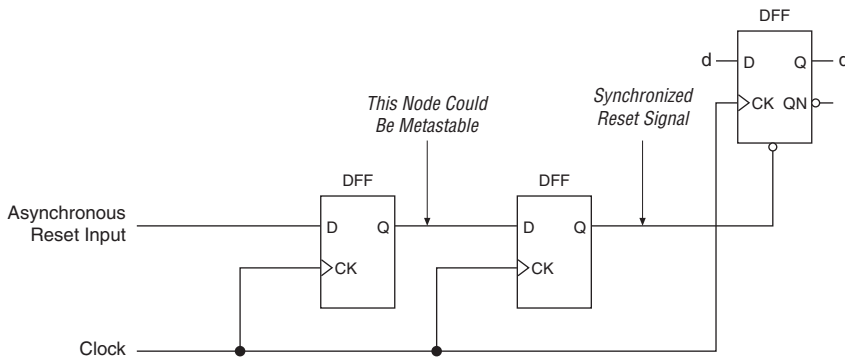 DFF
d
D
Q
d
CK
QN
This Node Could
Be Metastable
Synchronized
Reset Signal
DFF
DFF
Asynchronous
Reset Input
D
Q
D
Q
CK
CK
Clock